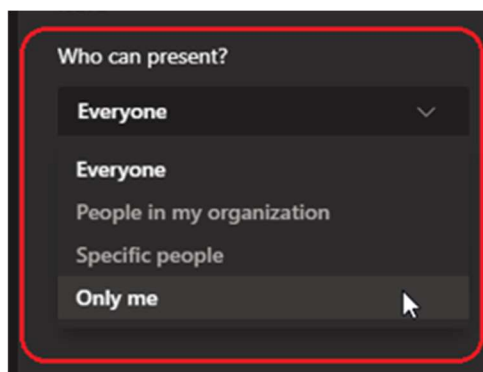 Who can present?
Everyone
Everyone
People in my organization
Specific people
Only me